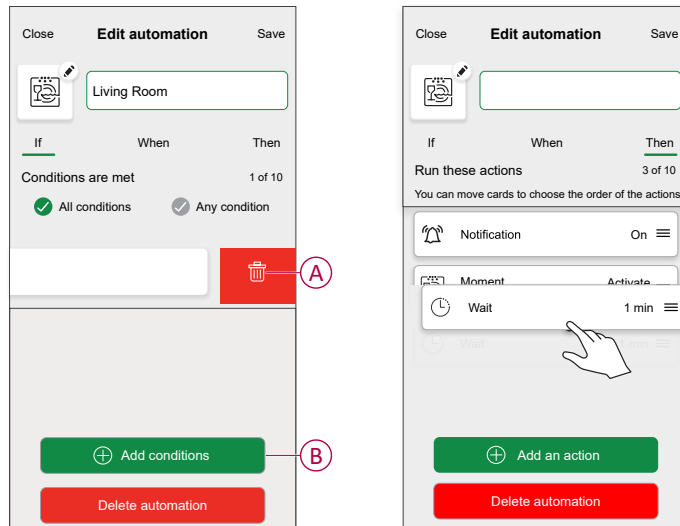 Close Edit automation Save
Living Room
If When Then
Conditions are met 1 of 10
All conditions Any condition
A
Add conditions
B
Delete automation
Close Edit automation Save
If When Then
Run these actions 3 of 10
You can move cards to choose the order of the actions
Notification On
Moment Activate
Wait 1 min
Wait 1 min
Add an action
Delete automation